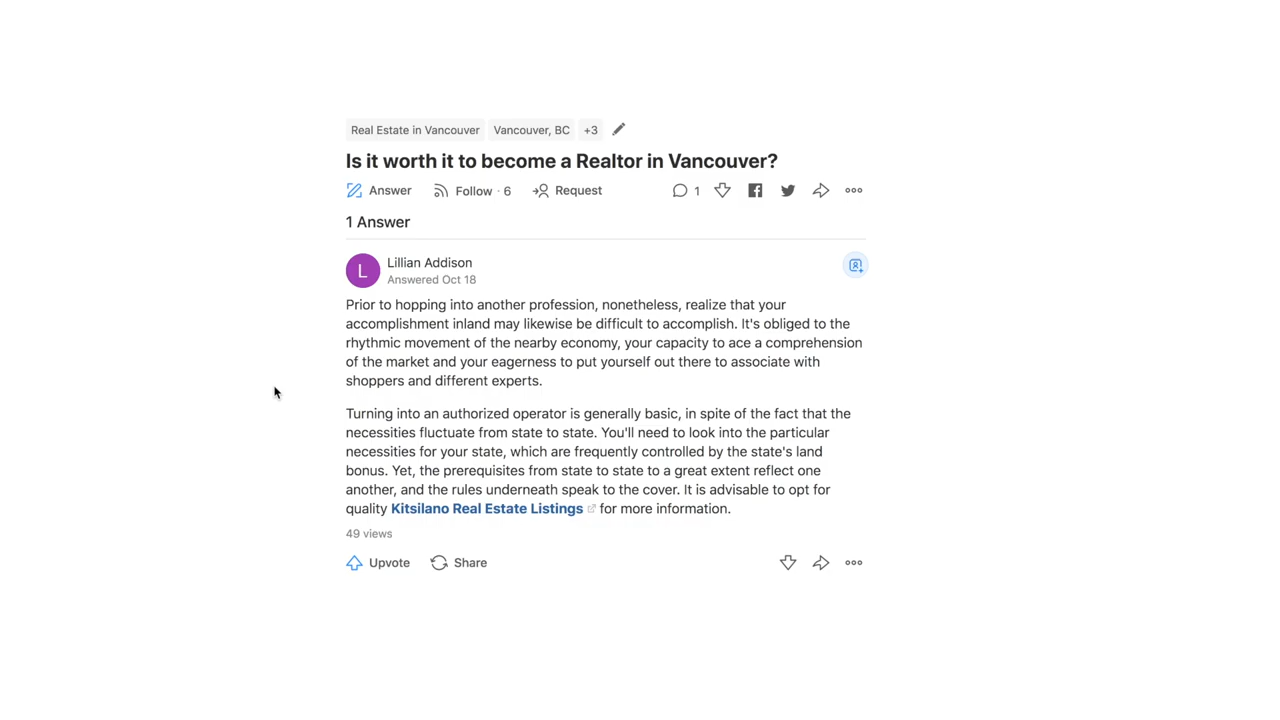 Real Estate in Vancouver Vancouver, BC +3
Is it worth it to become a Realtor in Vancouver?
Answer Follow · 6 Request 1
1 Answer
L
Lillian Addison
Answered Oct 18
Prior to hopping into another profession, nonetheless, realize that your
accomplishment inland may likewise be difficult to accomplish. It's obliged to the
rhythmic movement of the nearby economy, your capacity to ace a comprehension
of the market and your eagerness to put yourself out there to associate with
shoppers and different experts.
Turning into an authorized operator is generally basic, in spite of the fact that the
necessities fluctuate from state to state. You'll need to look into the particular
necessities for your state, which are frequently controlled by the state's land
bonus. Yet, the prerequisites from state to state to a great extent reflect one
another, and the rules underneath speak to the cover. It is advisable to opt for
quality Kitsilano Real Estate Listings for more information.
49 views
Upvote Share